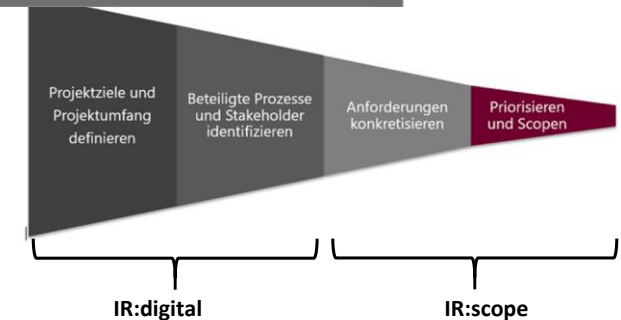 Projektziele und
Projektumfang
definieren
Beteiligte Prozesse
und Stakeholder
identifizieren
Anforderungen
konkretisieren
Priorisieren
und Scopen
IR:digital
IR:scope